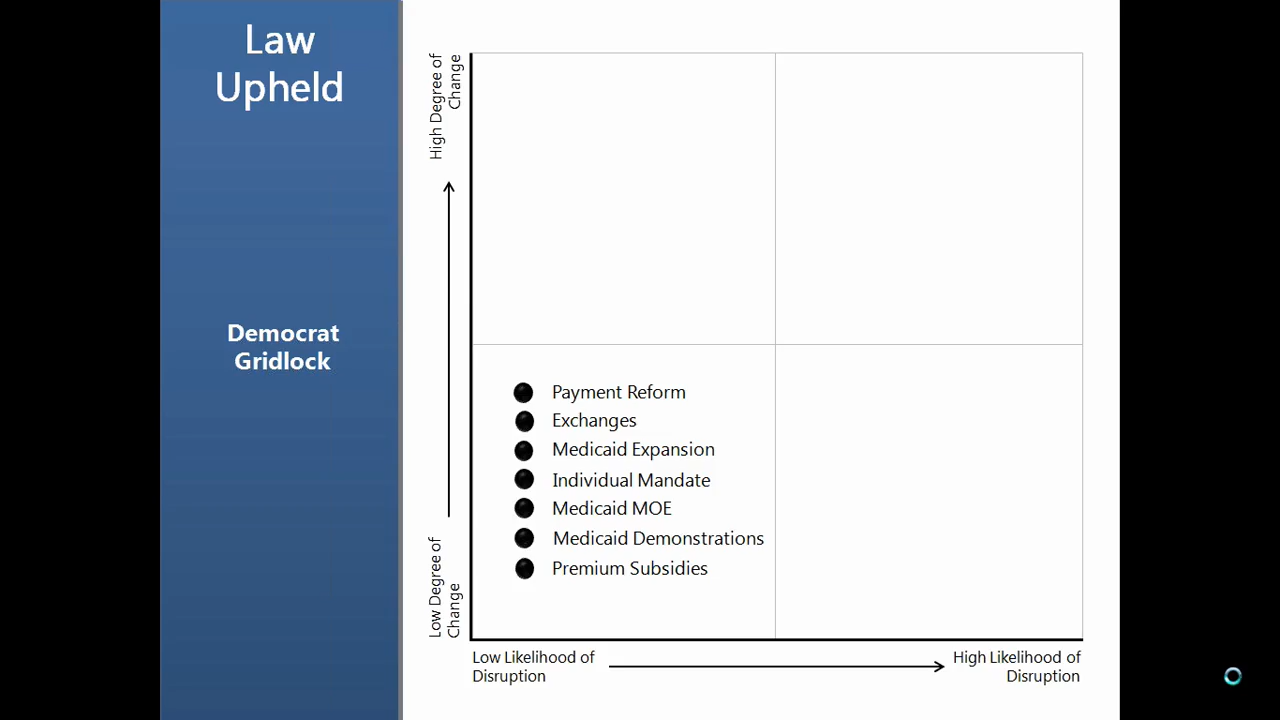 Law
Upheld
Democrat
Gridlock
High Degree of
Change
Low Degree of
Change
Payment Reform
Exchanges
Medicaid Expansion
Individual Mandate
Medicaid MOE
Medicaid Demonstrations
Premium Subsidies
Low Likelihood of
Disruption
High Likelihood of
Disruption